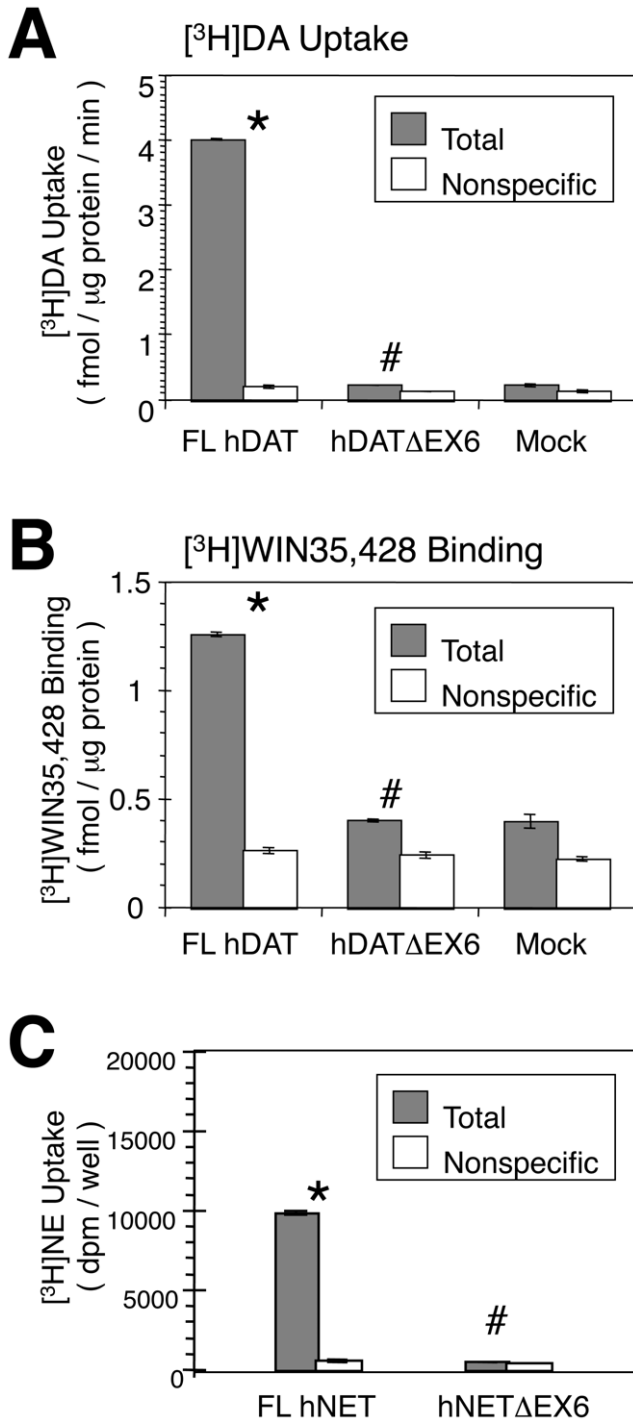 A
[³H]DA Uptake
[³H]DA Uptake
( fmol / μg protein / min )
5
4
3
2
1
0
*
#
Total
Nonspecific
FL hDAT
hDATΔEX6
Mock
B
[³H]WIN35,428 Binding
[³H]WIN35,428 Binding
( fmol / μg protein )
1.5
1
0.5
0
*
#
Total
Nonspecific
FL hDAT
hDATΔEX6
Mock
C
[³H]NE Uptake
( dpm / well )
20000
15000
10000
5000
0
*
#
Total
Nonspecific
FL hNET
hNETΔEX6